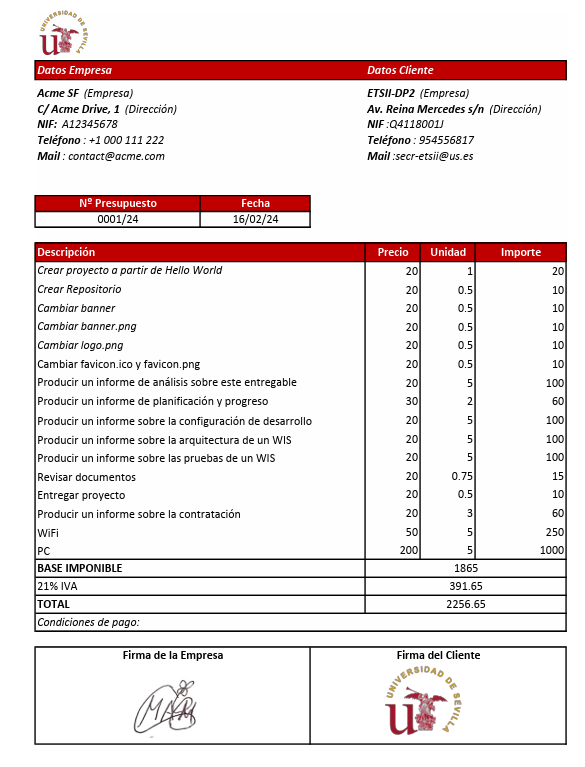 UNIVERSIDAD DE SEVILLA
Datos Empresa Datos Cliente
Acme SF (Empresa) ETSII-DP2 (Empresa)
C/ Acme Drive, 1 (Dirección) Av. Reina Mercedes s/n (Dirección)
NIF: A12345678 NIF :Q4118001J
Teléfono : +1 000 111 222 Teléfono : 954556817
Mail : contact@acme.com Mail :secr-etsii@us.es
Nº Presupuesto Fecha
0001/24 16/02/24
Descripción Precio Unidad Importe
Crear proyecto a partir de Hello World 20 1 20
Crear Repositorio 20 0.5 10
Cambiar banner 20 0.5 10
Cambiar banner.png 20 0.5 10
Cambiar logo.png 20 0.5 10
Cambiar favicon.ico y favicon.png 20 0.5 10
Producir un informe de análisis sobre este entregable 20 5 100
Producir un informe de planificación y progreso 30 2 60
Producir un informe sobre la configuración de desarrollo 20 5 100
Producir un informe sobre la arquitectura de un WIS 20 5 100
Producir un informe sobre las pruebas de un WIS 20 5 100
Revisar documentos 20 0.75 15
Entregar proyecto 20 0.5 10
Producir un informe sobre la contratación 20 3 60
WiFi 50 5 250
PC 200 5 1000
BASE IMPONIBLE 1865
21% IVA 391.65
TOTAL 2256.65
Condiciones de pago:
Firma de la Empresa Firma del Cliente
UNIVERSIDAD DE SEVILLA